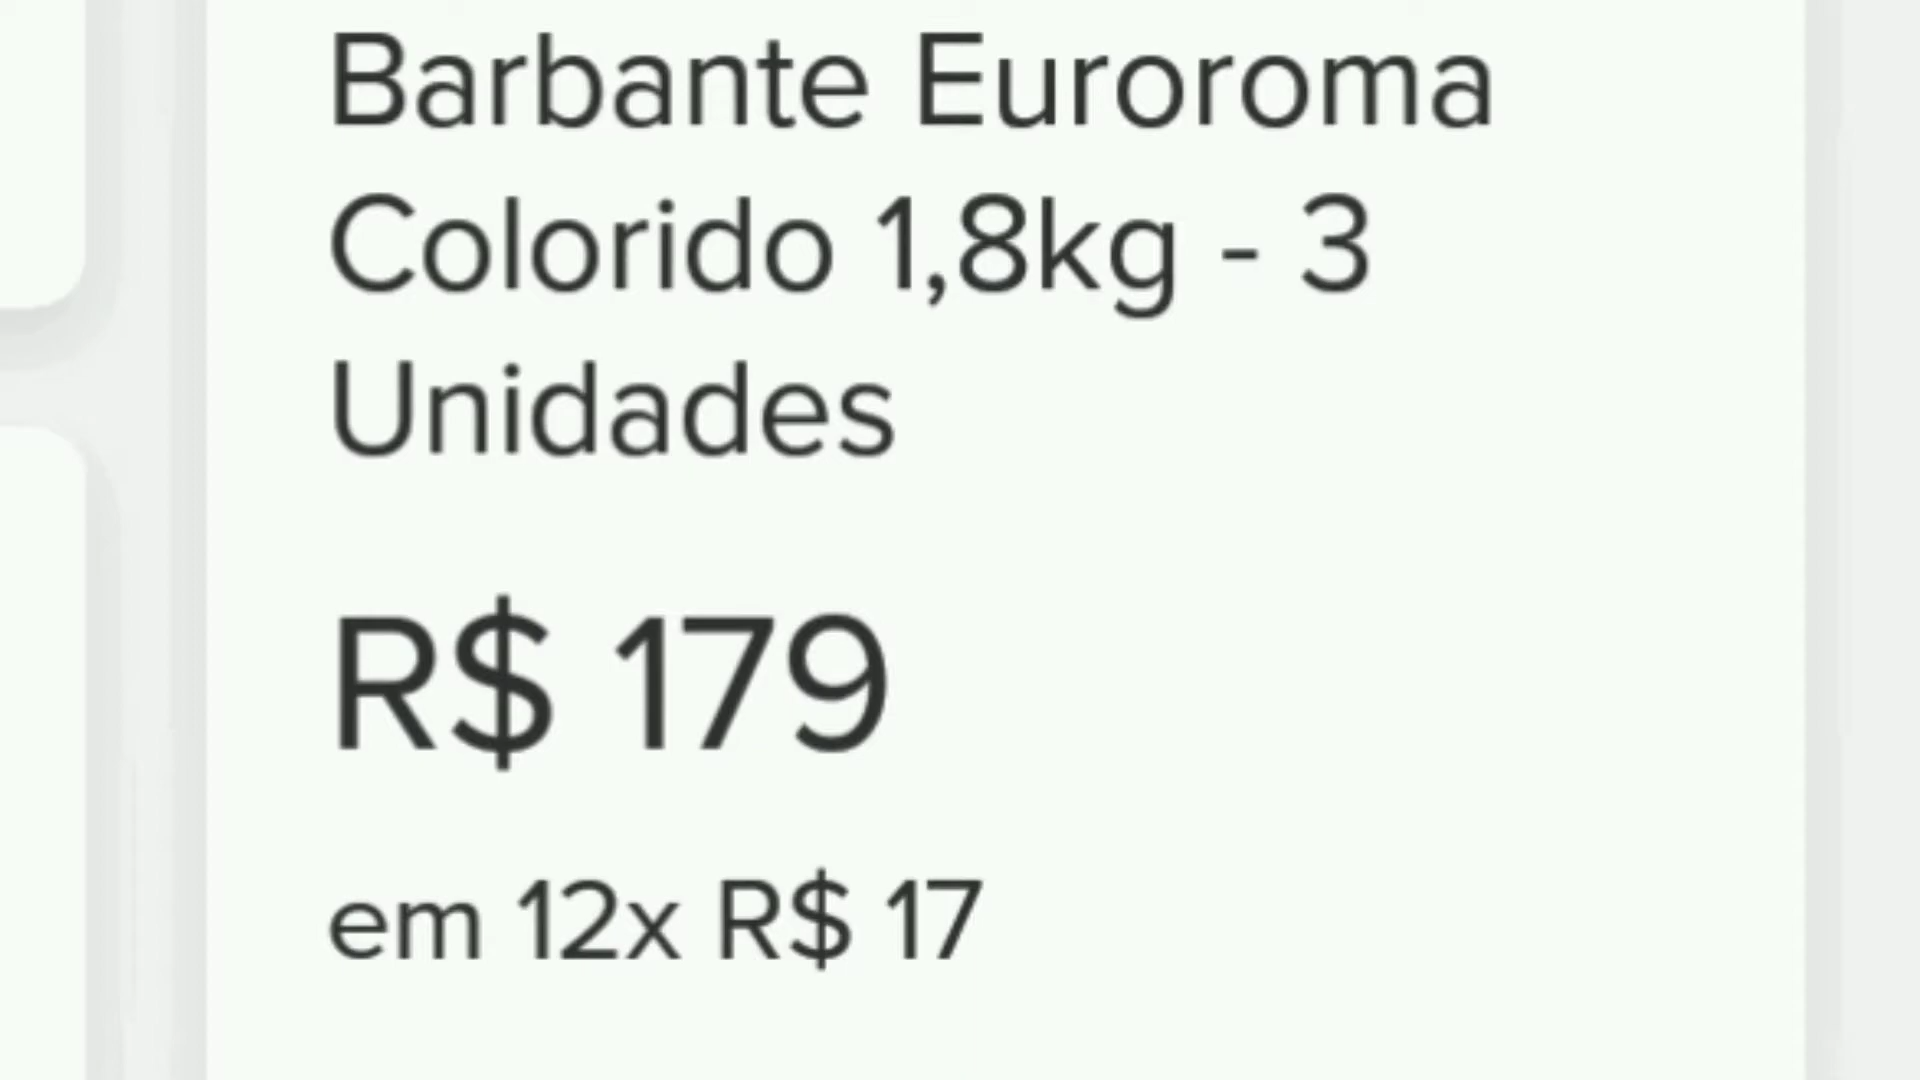 Barbante Euroroma
Colorido 1,8kg - 3
Unidades
R$ 179
em 12x R$ 17